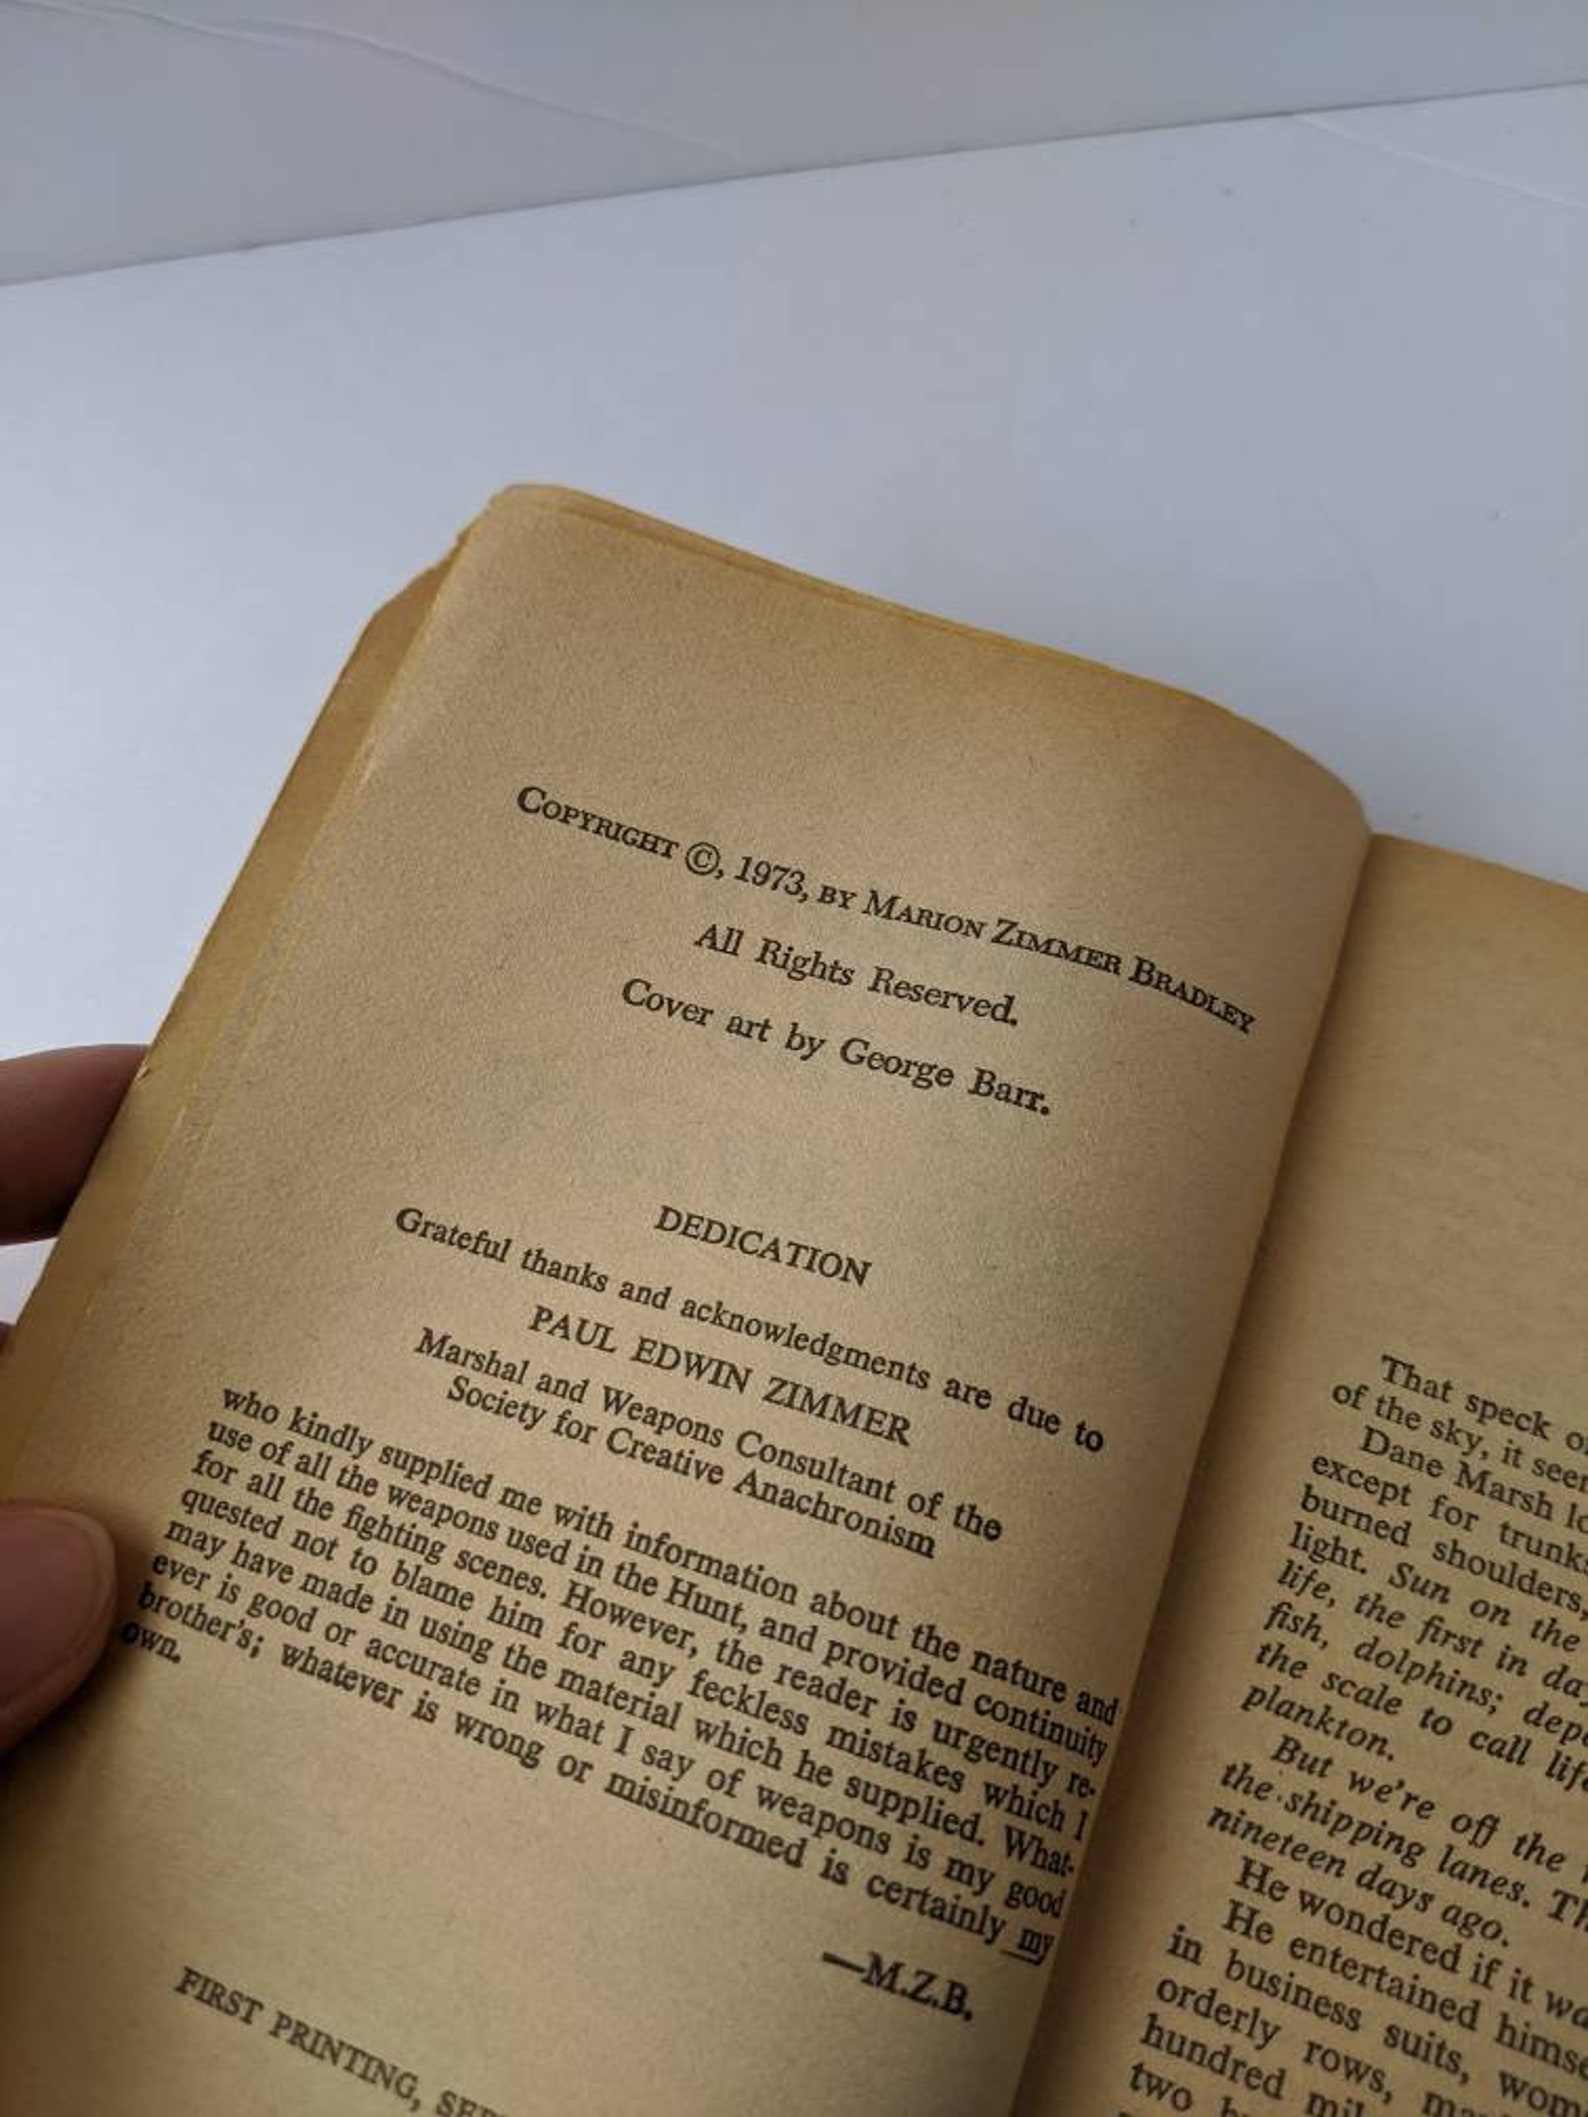 COPYRIGHT ©, 1973, BY MARION ZIMMER BRADLEY
All Rights Reserved.
Cover art by George Barr.
DEDICATION
Grateful thanks and acknowledgments are due to
PAUL EDWIN ZIMMER
Marshal and Weapons Consultant of the
Society for Creative Anachronism
who kindly supplied me with information about the nature and
use of all the weapons used in the Hunt, and provided continuity
for all the fighting scenes. However, the reader is urgently re-
quested not to blame him for any feckless mistakes which I
may have made in using the material which he supplied. What-
ever is good or accurate in what I say of weapons is my good
brother's; whatever is wrong or misinformed is certainly my
own.
—M.Z.B.
FIRST PRINTING,
That speck
of the sky, it
Dane Marsh
except for trunks
burned shoulders,
light. Sun on the
life, the first in
fish, dolphins;
the scale to call
plankton.
But we're off the
the shipping lanes.
nineteen days ago.
He wondered if it
He entertained
in business suits,
orderly rows,
hundred
two